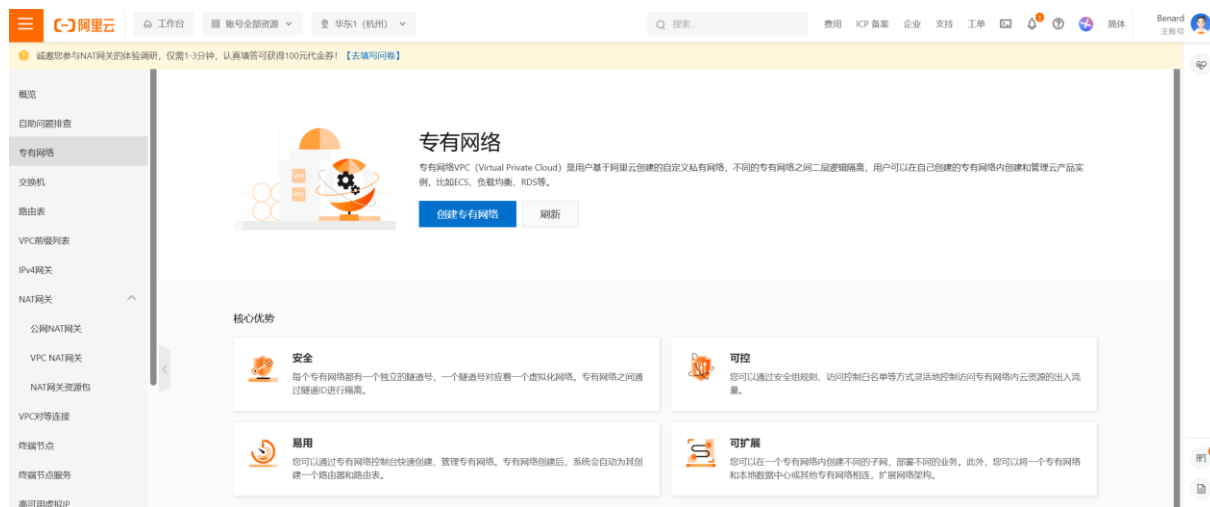 阿里云
工作台
账号全部资源
华东1（杭州）
搜索...
费用
ICP 备案
企业
支持
工单
简体
Benard
主账号
诚邀您参与NAT网关的体验调研，仅需1-3分钟，认真填答可获得100元代金券！【去填写问卷】
概览
自助问题排查
专有网络
交换机
路由表
VPC前缀列表
IPv4网关
NAT网关
公网NAT网关
VPC NAT网关
NAT网关资源包
VPC对等连接
终端节点
终端节点服务
高可用虚拟IP
VPC
VPC
专有网络
专有网络VPC（Virtual Private Cloud）是用户基于阿里云创建的自定义私有网络，不同的专有网络之间二层逻辑隔离，用户可以在自己创建的专有网络内创建和管理云产品实
例，比如ECS、负载均衡、RDS等。
创建专有网络
刷新
核心优势
安全
每个专有网络都有一个独立的隧道号，一个隧道号对应着一个虚拟化网络。专有网络之间通
过隧道ID进行隔离。
可控
您可以通过安全组规则、访问控制白名单等方式灵活地控制访问专有网络内云资源的出入流
量。
易用
您可以通过专有网络控制台快速创建、管理专有网络。专有网络创建后，系统会自动为其创
建一个路由器和路由表。
可扩展
您可以在一个专有网络内创建不同的子网，部署不同的业务。此外，您可以将一个专有网络
和本地数据中心或其他专有网络相连，扩展网络架构。